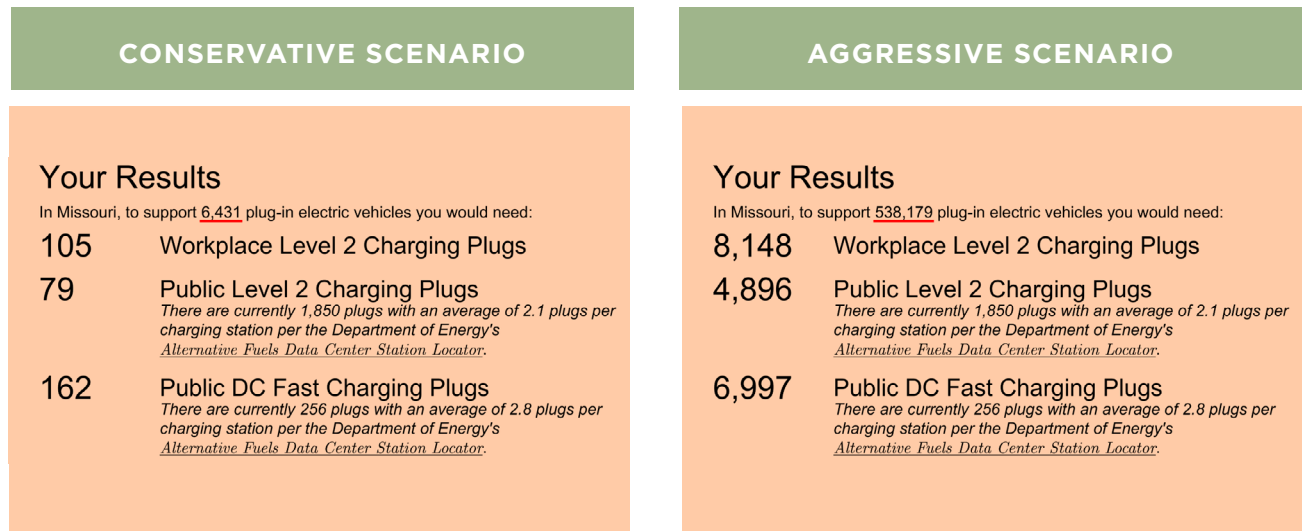 CONSERVATIVE SCENARIO
Your Results
In Missouri, to support 6,431 plug-in electric vehicles you would need:
105 Workplace Level 2 Charging Plugs
79 Public Level 2 Charging Plugs
There are currently 1,850 plugs with an average of 2.1 plugs per
charging station per the Department of Energy's
Alternative Fuels Data Center Station Locator.
162 Public DC Fast Charging Plugs
There are currently 256 plugs with an average of 2.8 plugs per
charging station per the Department of Energy's
Alternative Fuels Data Center Station Locator.
AGGRESSIVE SCENARIO
Your Results
In Missouri, to support 538,179 plug-in electric vehicles you would need:
8,148 Workplace Level 2 Charging Plugs
4,896 Public Level 2 Charging Plugs
There are currently 1,850 plugs with an average of 2.1 plugs per
charging station per the Department of Energy's
Alternative Fuels Data Center Station Locator.
6,997 Public DC Fast Charging Plugs
There are currently 256 plugs with an average of 2.8 plugs per
charging station per the Department of Energy's
Alternative Fuels Data Center Station Locator.